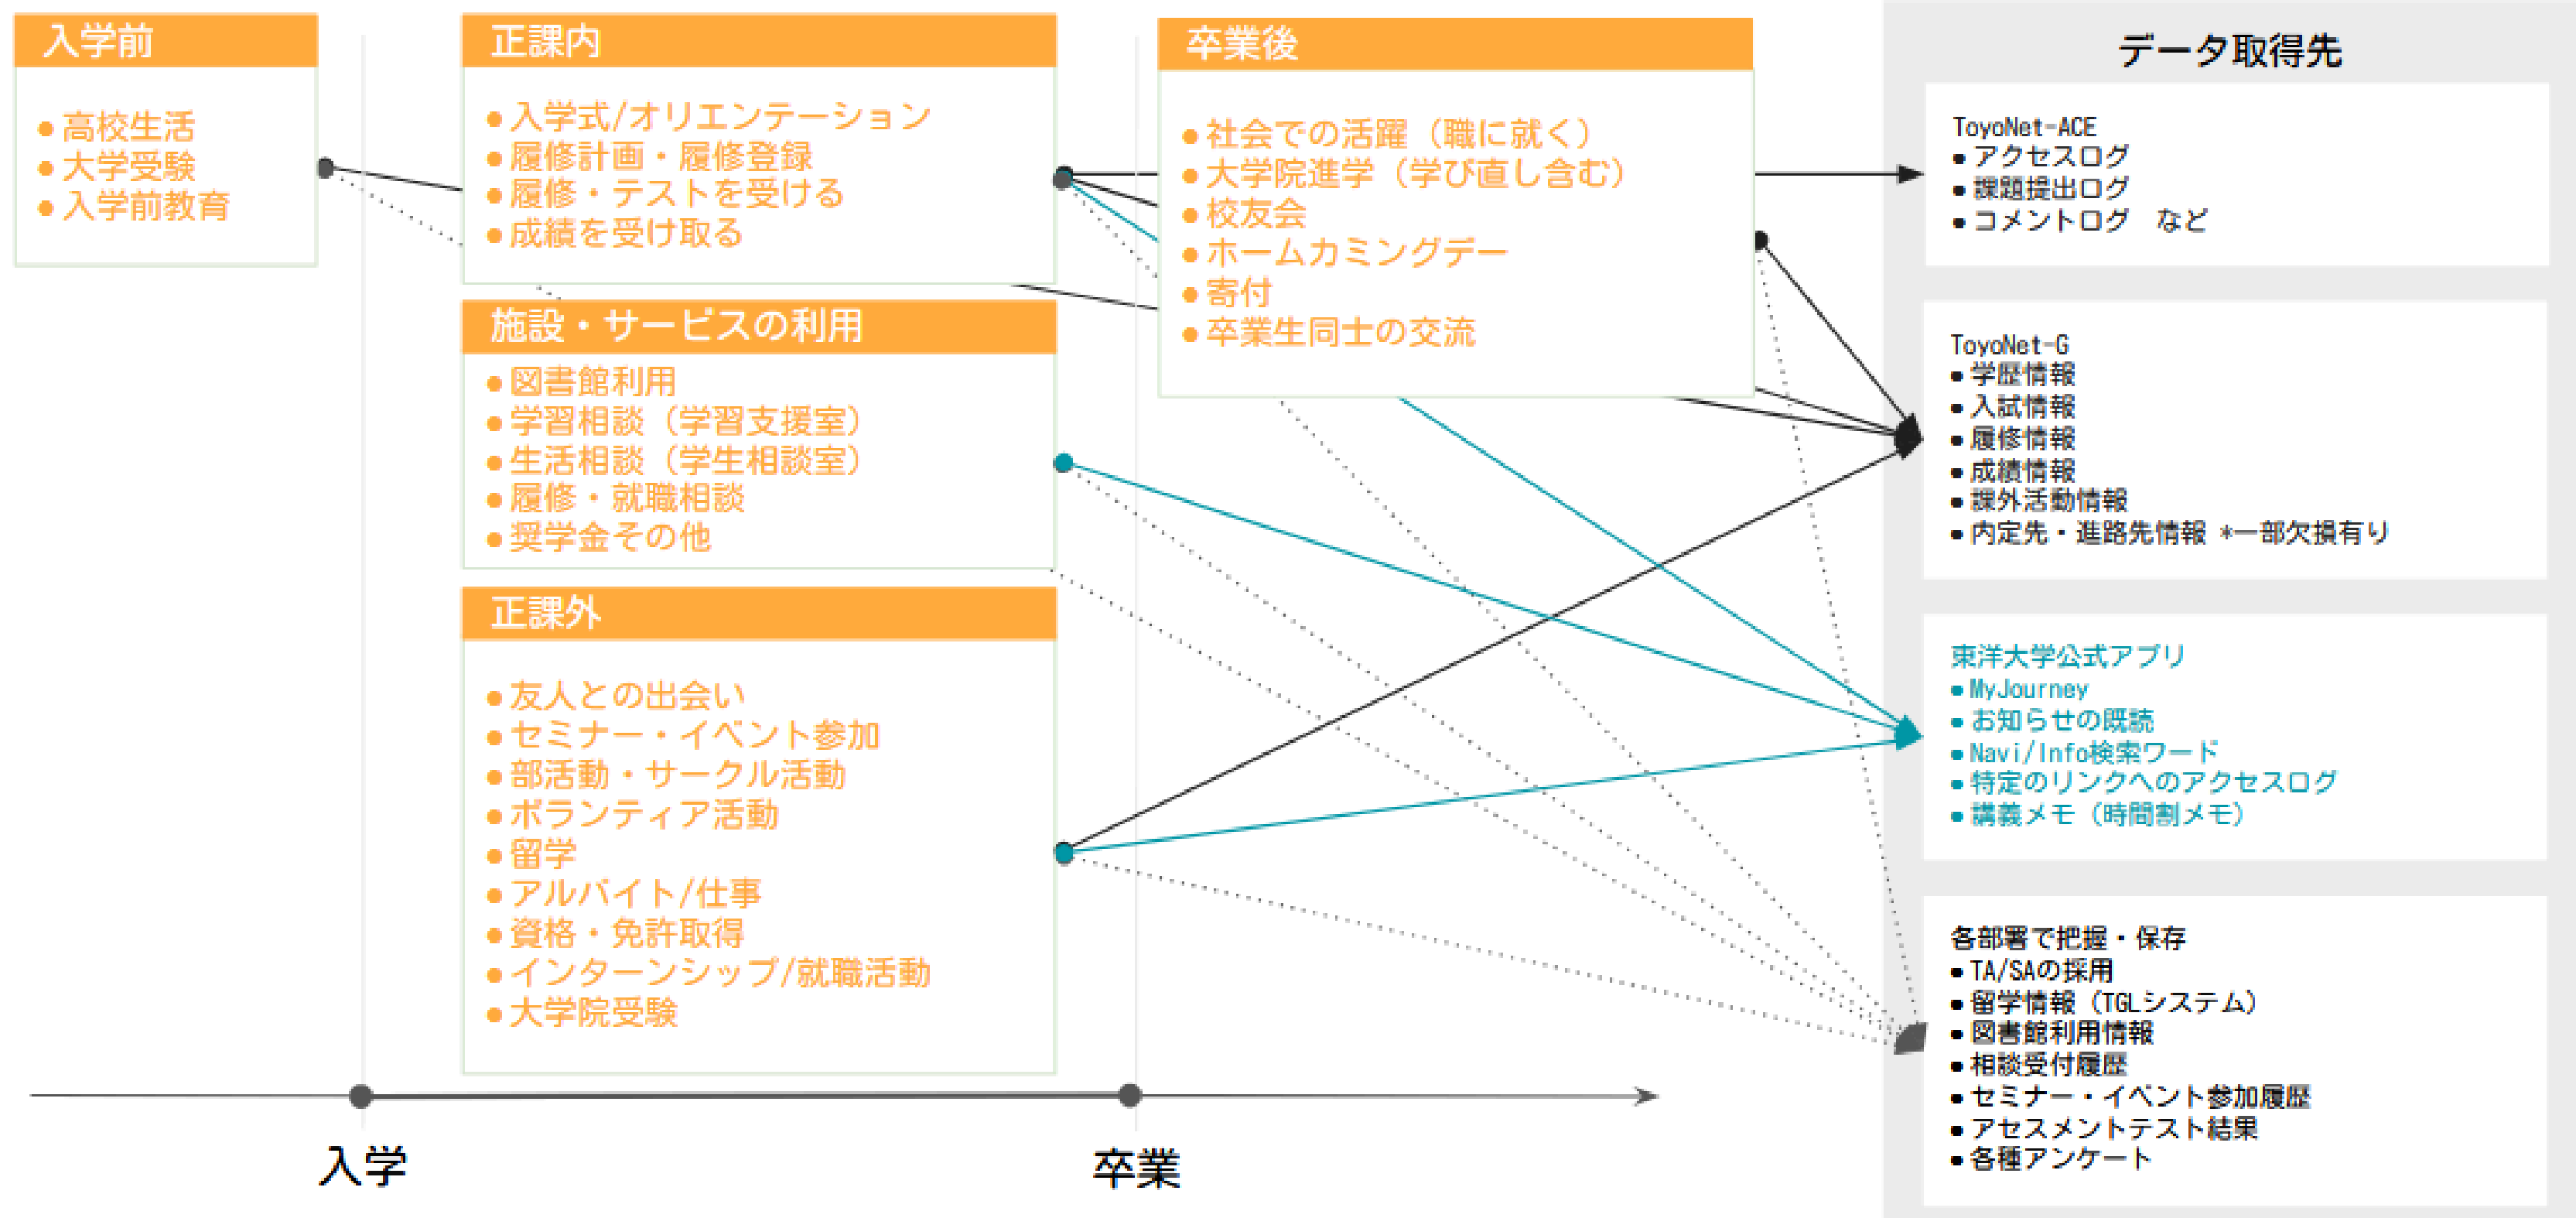 入学前
●高校生活
●大学受験
●入学前教育
正課内
●入学式/オリエンテーション
●履修計画・履修登録
●履修・テストを受ける
●成績を受け取る
施設・サービスの利用
●図書館利用
●学習相談（学習支援室）
●生活相談（学生相談室）
●履修・就職相談
●奨学金その他
正課外
●友人との出会い
●セミナー・イベント参加
●部活動・サークル活動
●ボランティア活動
●留学
●アルバイト/仕事
●資格・免許取得
●インターンシップ/就職活動
●大学院受験
卒業後
●社会での活躍（職に就く）
●大学院進学（学び直し含む）
●校友会
●ホームカミングデー
●寄付
●卒業生同士の交流
入学
卒業
データ取得先
ToyoNet-ACE
●アクセスログ
●課題提出ログ
●コメントログ　など
ToyoNet-G
●学歴情報
●入試情報
●履修情報
●成績情報
●課外活動情報
●内定先・進路先情報 *一部欠損有り
東洋大学公式アプリ
●MyJourney
●お知らせの既読
●Navi/Info検索ワード
●特定のリンクへのアクセスログ
●講義メモ（時間割メモ）
各部署で把握・保存
●TA/SAの採用
●留学情報（TGLシステム）
●図書館利用情報
●相談受付履歴
●セミナー・イベント参加履歴
●アセスメントテスト結果
●各種アンケート